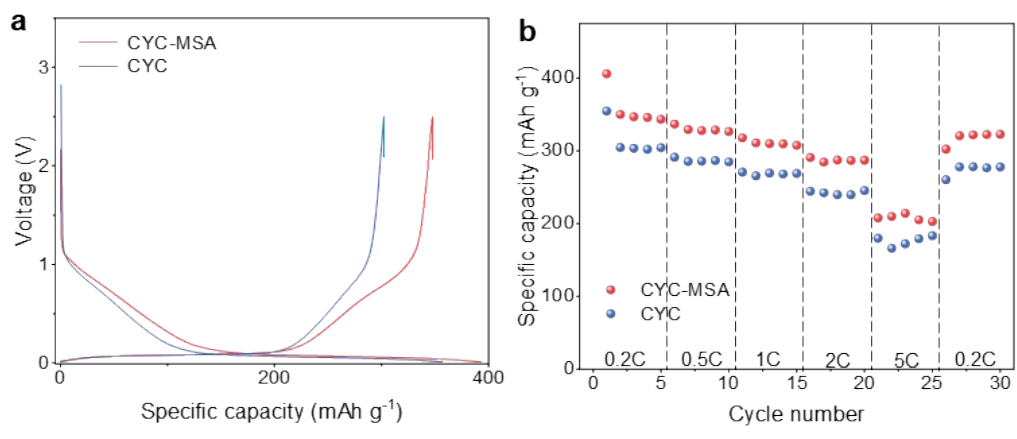 a
CYC-MSA
CYC
Voltage (V)
3
2
1
0
0
200
400
Specific capacity (mAh g⁻¹)
b
Specific capacity (mAh g⁻¹)
400
300
200
100
0
CYC-MSA
CYC
0.2C 0.5C 1C 2C 5C 0.2C
0 5 10 15 20 25 30
Cycle number